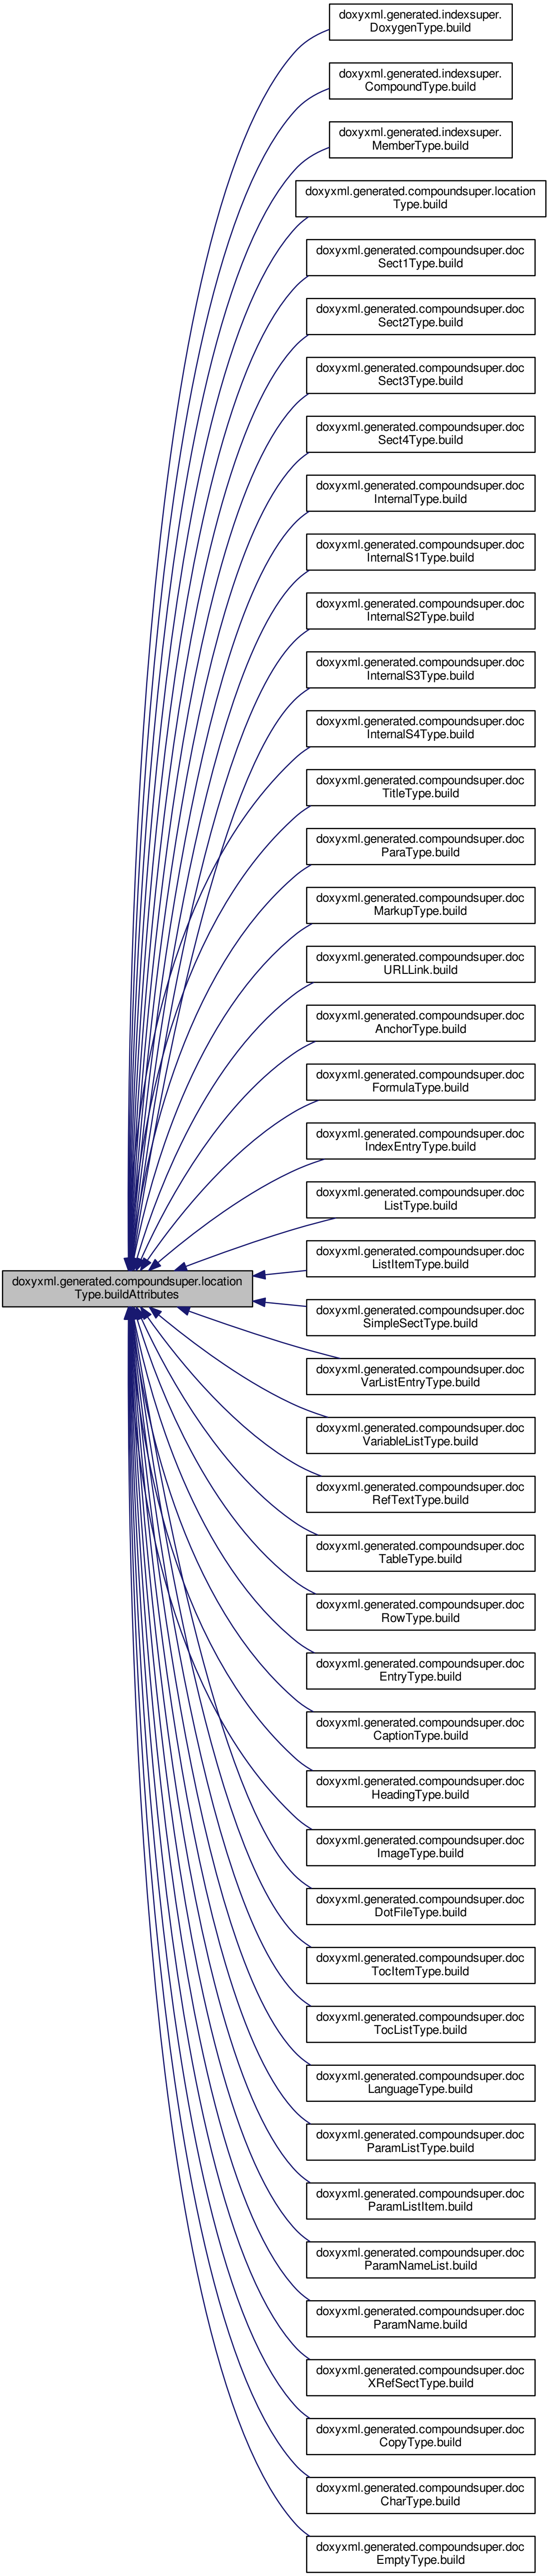 doxyxml.generated.indexsuper.
DoxygenType.build
doxyxml.generated.indexsuper.
CompoundType.build
doxyxml.generated.indexsuper.
MemberType.build
doxyxml.generated.compoundsuper.location
Type.build
doxyxml.generated.compoundsuper.doc
Sect1Type.build
doxyxml.generated.compoundsuper.doc
Sect2Type.build
doxyxml.generated.compoundsuper.doc
Sect3Type.build
doxyxml.generated.compoundsuper.doc
Sect4Type.build
doxyxml.generated.compoundsuper.doc
InternalType.build
doxyxml.generated.compoundsuper.doc
InternalS1Type.build
doxyxml.generated.compoundsuper.doc
InternalS2Type.build
doxyxml.generated.compoundsuper.doc
InternalS3Type.build
doxyxml.generated.compoundsuper.doc
InternalS4Type.build
doxyxml.generated.compoundsuper.doc
TitleType.build
doxyxml.generated.compoundsuper.doc
ParaType.build
doxyxml.generated.compoundsuper.doc
MarkupType.build
doxyxml.generated.compoundsuper.doc
URLLink.build
doxyxml.generated.compoundsuper.doc
AnchorType.build
doxyxml.generated.compoundsuper.doc
FormulaType.build
doxyxml.generated.compoundsuper.doc
IndexEntryType.build
doxyxml.generated.compoundsuper.doc
ListType.build
doxyxml.generated.compoundsuper.doc
ListItemType.build
doxyxml.generated.compoundsuper.location
Type.buildAttributes
doxyxml.generated.compoundsuper.doc
SimpleSectType.build
doxyxml.generated.compoundsuper.doc
VarListEntryType.build
doxyxml.generated.compoundsuper.doc
VariableListType.build
doxyxml.generated.compoundsuper.doc
RefTextType.build
doxyxml.generated.compoundsuper.doc
TableType.build
doxyxml.generated.compoundsuper.doc
RowType.build
doxyxml.generated.compoundsuper.doc
EntryType.build
doxyxml.generated.compoundsuper.doc
CaptionType.build
doxyxml.generated.compoundsuper.doc
HeadingType.build
doxyxml.generated.compoundsuper.doc
ImageType.build
doxyxml.generated.compoundsuper.doc
DotFileType.build
doxyxml.generated.compoundsuper.doc
TocItemType.build
doxyxml.generated.compoundsuper.doc
TocListType.build
doxyxml.generated.compoundsuper.doc
LanguageType.build
doxyxml.generated.compoundsuper.doc
ParamListType.build
doxyxml.generated.compoundsuper.doc
ParamListItem.build
doxyxml.generated.compoundsuper.doc
ParamNameList.build
doxyxml.generated.compoundsuper.doc
ParamName.build
doxyxml.generated.compoundsuper.doc
XRefSectType.build
doxyxml.generated.compoundsuper.doc
CopyType.build
doxyxml.generated.compoundsuper.doc
CharType.build
doxyxml.generated.compoundsuper.doc
EmptyType.build